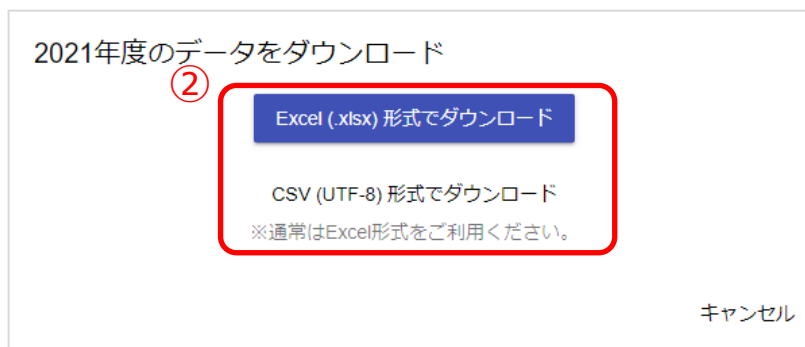 2021年度のデータをダウンロード
②
Excel (.xlsx) 形式でダウンロード
CSV (UTF-8) 形式でダウンロード
※通常はExcel形式をご利用ください。
キャンセル